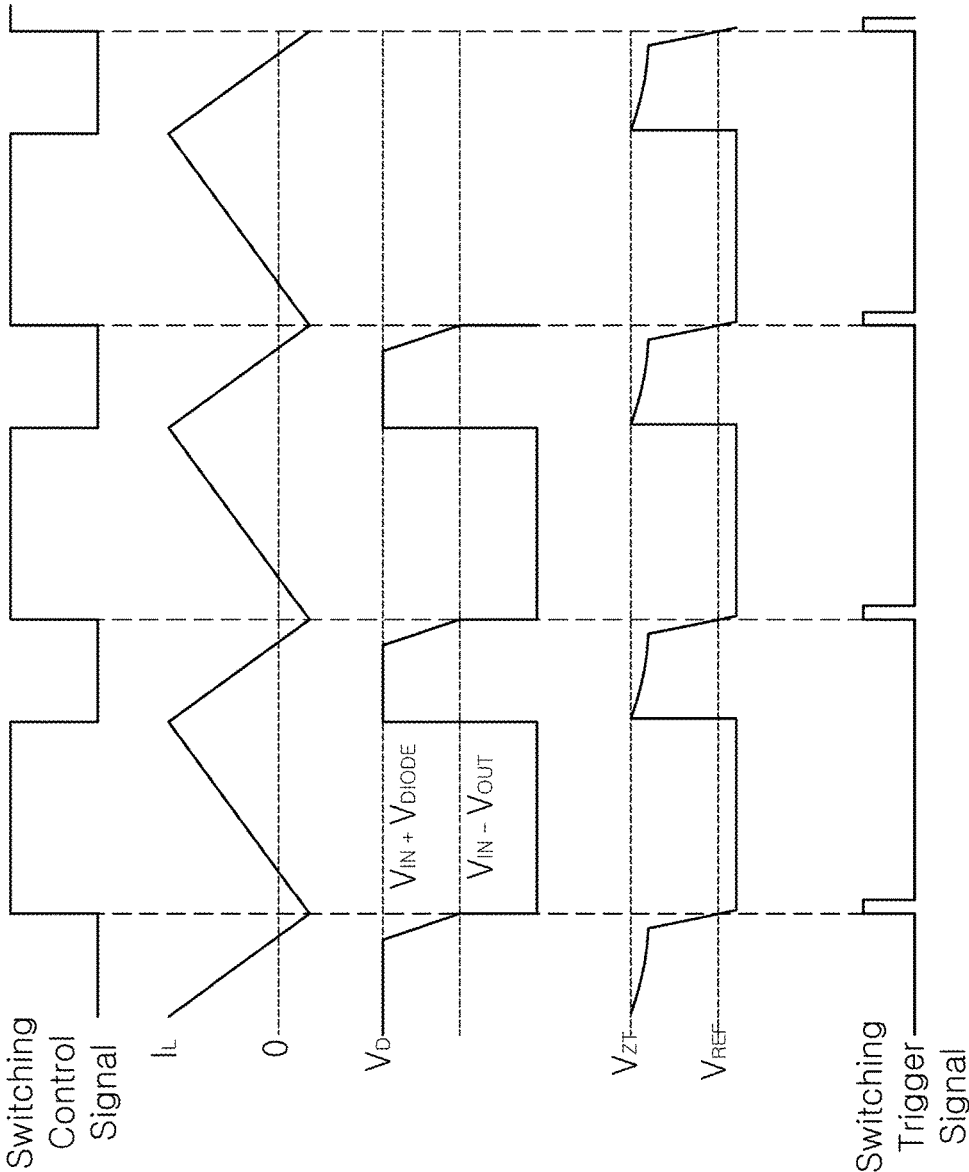 Switching
Control
Signal
IL
0
VD
VIN + VDIODE
VIN – VOUT
VZT
VREF
Switching
Trigger
Signal